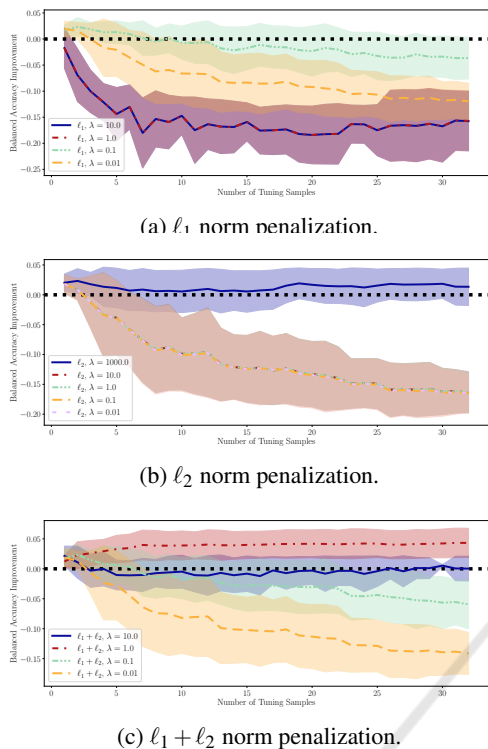 0.05
0.00
−0.05
−0.10
−0.15
−0.20
−0.25
Balanced Accuracy Improvement
ℓ₁, λ = 10.0
ℓ₁, λ = 1.0
ℓ₁, λ = 0.1
ℓ₁, λ = 0.01
0 5 10 15 20 25 30
Number of Tuning Samples
(a) ℓ₁ norm penalization.
0.05
0.00
−0.05
−0.10
−0.15
−0.20
Balanced Accuracy Improvement
ℓ₂, λ = 1000.0
ℓ₂, λ = 10.0
ℓ₂, λ = 1.0
ℓ₂, λ = 0.1
ℓ₂, λ = 0.01
0 5 10 15 20 25 30
Number of Tuning Samples
(b) ℓ₂ norm penalization.
0.05
0.00
−0.05
−0.10
−0.15
Balanced Accuracy Improvement
ℓ₁ + ℓ₂, λ = 10.0
ℓ₁ + ℓ₂, λ = 1.0
ℓ₁ + ℓ₂, λ = 0.1
ℓ₁ + ℓ₂, λ = 0.01
0 5 10 15 20 25 30
Number of Tuning Samples
(c) ℓ₁ + ℓ₂ norm penalization.